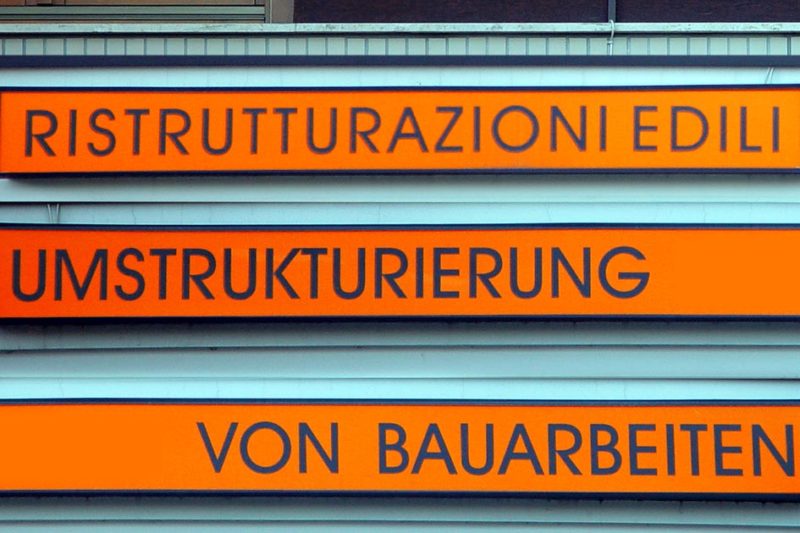 RISTRUTTURAZIONI EDILI
UMSTRUKTURIERUNG
VON BAUARBEITEN